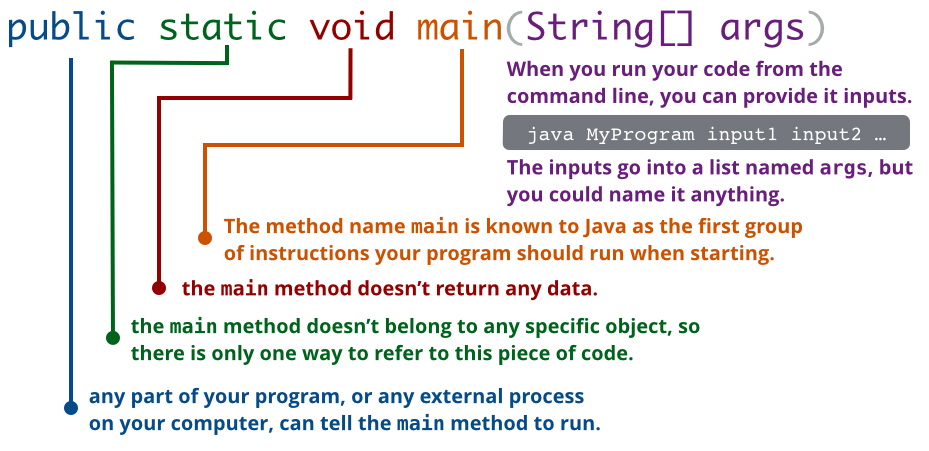 public static void main(String[] args)
When you run your code from the
command line, you can provide it inputs.
java MyProgram input1 input2 …
The inputs go into a list named args, but
you could name it anything.
The method name main is known to Java as the first group
of instructions your program should run when starting.
the main method doesn’t return any data.
the main method doesn’t belong to any specific object, so
there is only one way to refer to this piece of code.
any part of your program, or any external process
on your computer, can tell the main method to run.